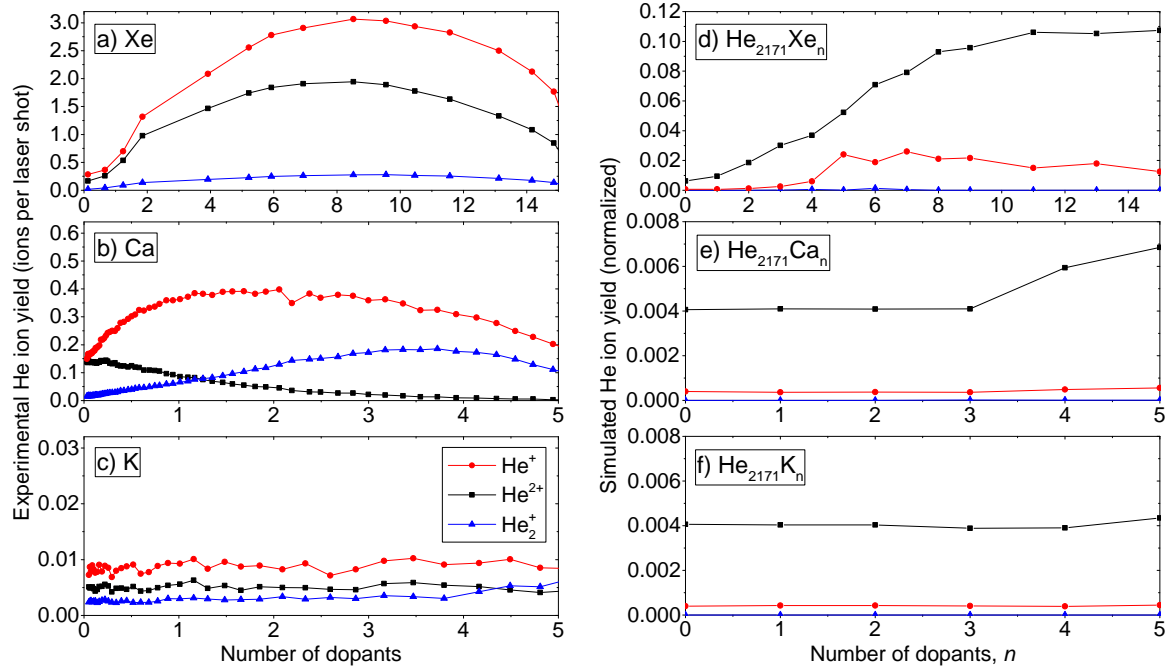 Experimental He ion yield (ions per laser shot)
a) Xe
3.0
2.5
2.0
1.5
1.0
0.5
0.0
0 2 4 6 8 10 12 14
b) Ca
0.6
0.5
0.4
0.3
0.2
0.1
0.0
0 1 2 3 4 5
c) K
0.03
0.02
0.01
0.00
He⁺
He²⁺
He₂⁺
0 1 2 3 4 5
Number of dopants
Simulated He ion yield (normalized)
d) He₂₁₇₁Xeₙ
0.12
0.10
0.08
0.06
0.04
0.02
0.00
0 2 4 6 8 10 12 14
e) He₂₁₇₁Caₙ
0.008
0.006
0.004
0.002
0.000
0 1 2 3 4 5
f) He₂₁₇₁Kₙ
0.008
0.006
0.004
0.002
0.000
0 1 2 3 4 5
Number of dopants, n